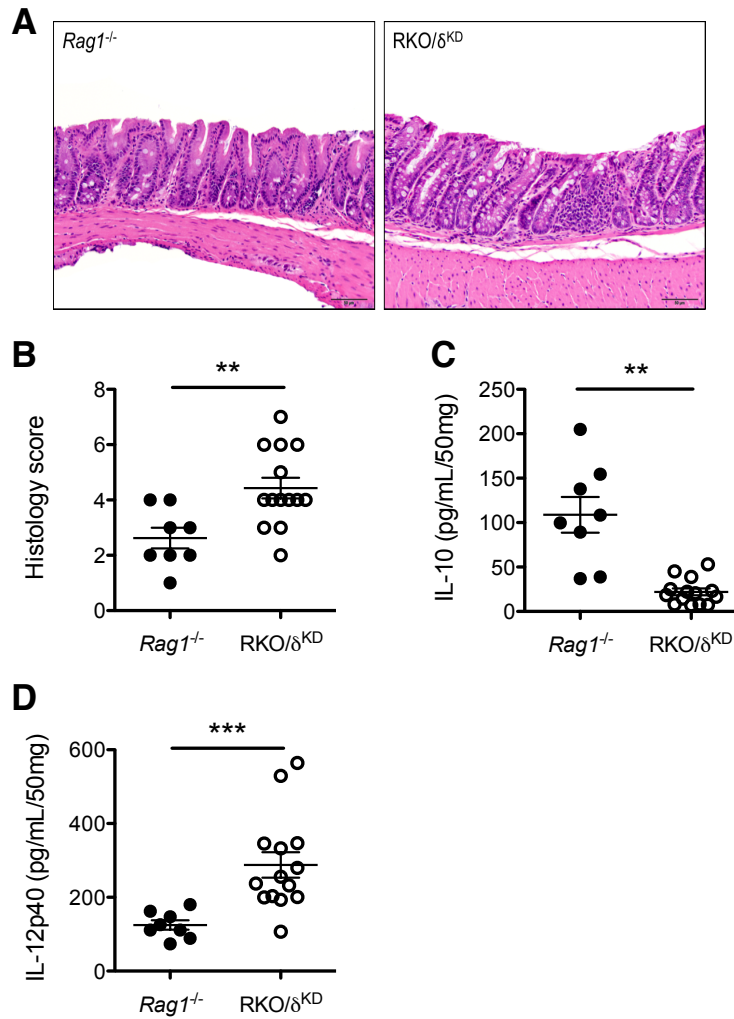 A
Rag1-/-
RKO/δKD
B
**
Histology score
8
6
4
2
0
Rag1-/-
RKO/δKD
C
**
IL-10 (pg/mL/50mg)
250
200
150
100
50
0
Rag1-/-
RKO/δKD
D
***
IL-12p40 (pg/mL/50mg)
600
400
200
0
Rag1-/-
RKO/δKD